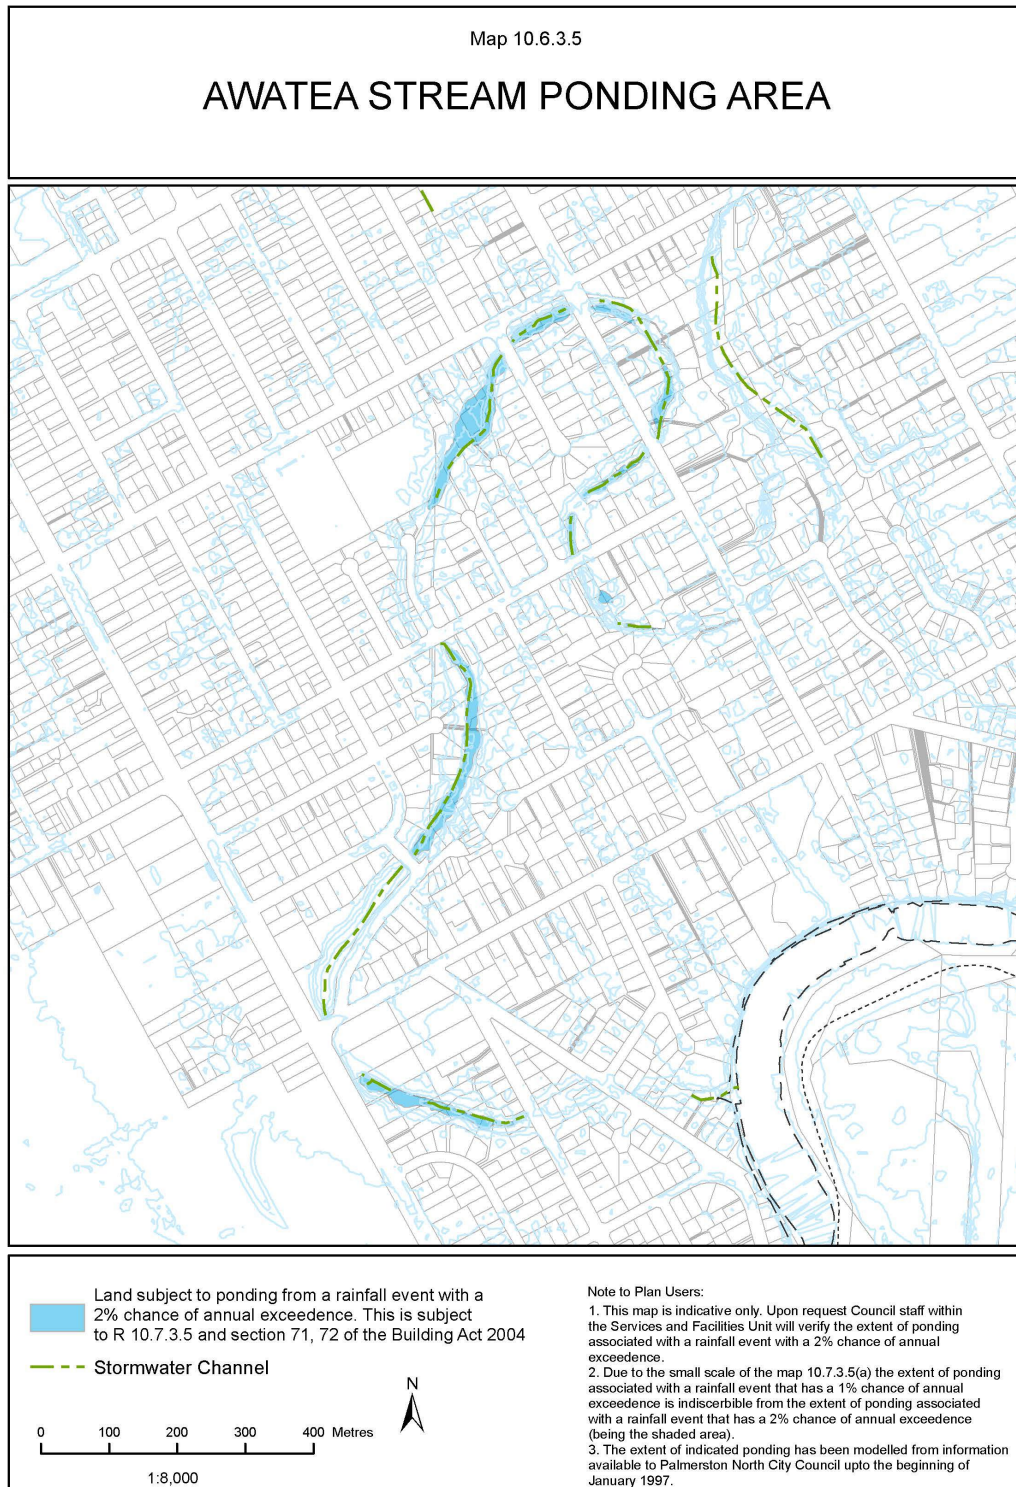 Map 10.6.3.5
AWATEA STREAM PONDING AREA
Land subject to ponding from a rainfall event with a
2% chance of annual exceedence. This is subject
to R 10.7.3.5 and section 71, 72 of the Building Act 2004
Stormwater Channel
N
0 100 200 300 400 Metres
1:8,000
Note to Plan Users:
1. This map is indicative only. Upon request Council staff within
the Services and Facilities Unit will verify the extent of ponding
associated with a rainfall event with a 2% chance of annual
exceedence.
2. Due to the small scale of the map 10.7.3.5(a) the extent of ponding
associated with a rainfall event that has a 1% chance of annual
exceedence is indiscerbible from the extent of ponding associated
with a rainfall event that has a 2% chance of annual exceedence
(being the shaded area).
3. The extent of indicated ponding has been modelled from information
available to Palmerston North City Council upto the beginning of
January 1997.